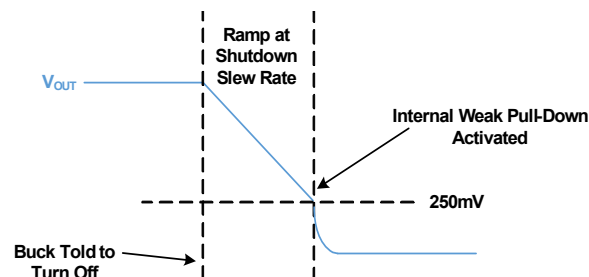 Ramp at
Shutdown
Slew Rate
VOUT
Internal Weak Pull-Down
Activated
250mV
Buck Told to
Turn Off